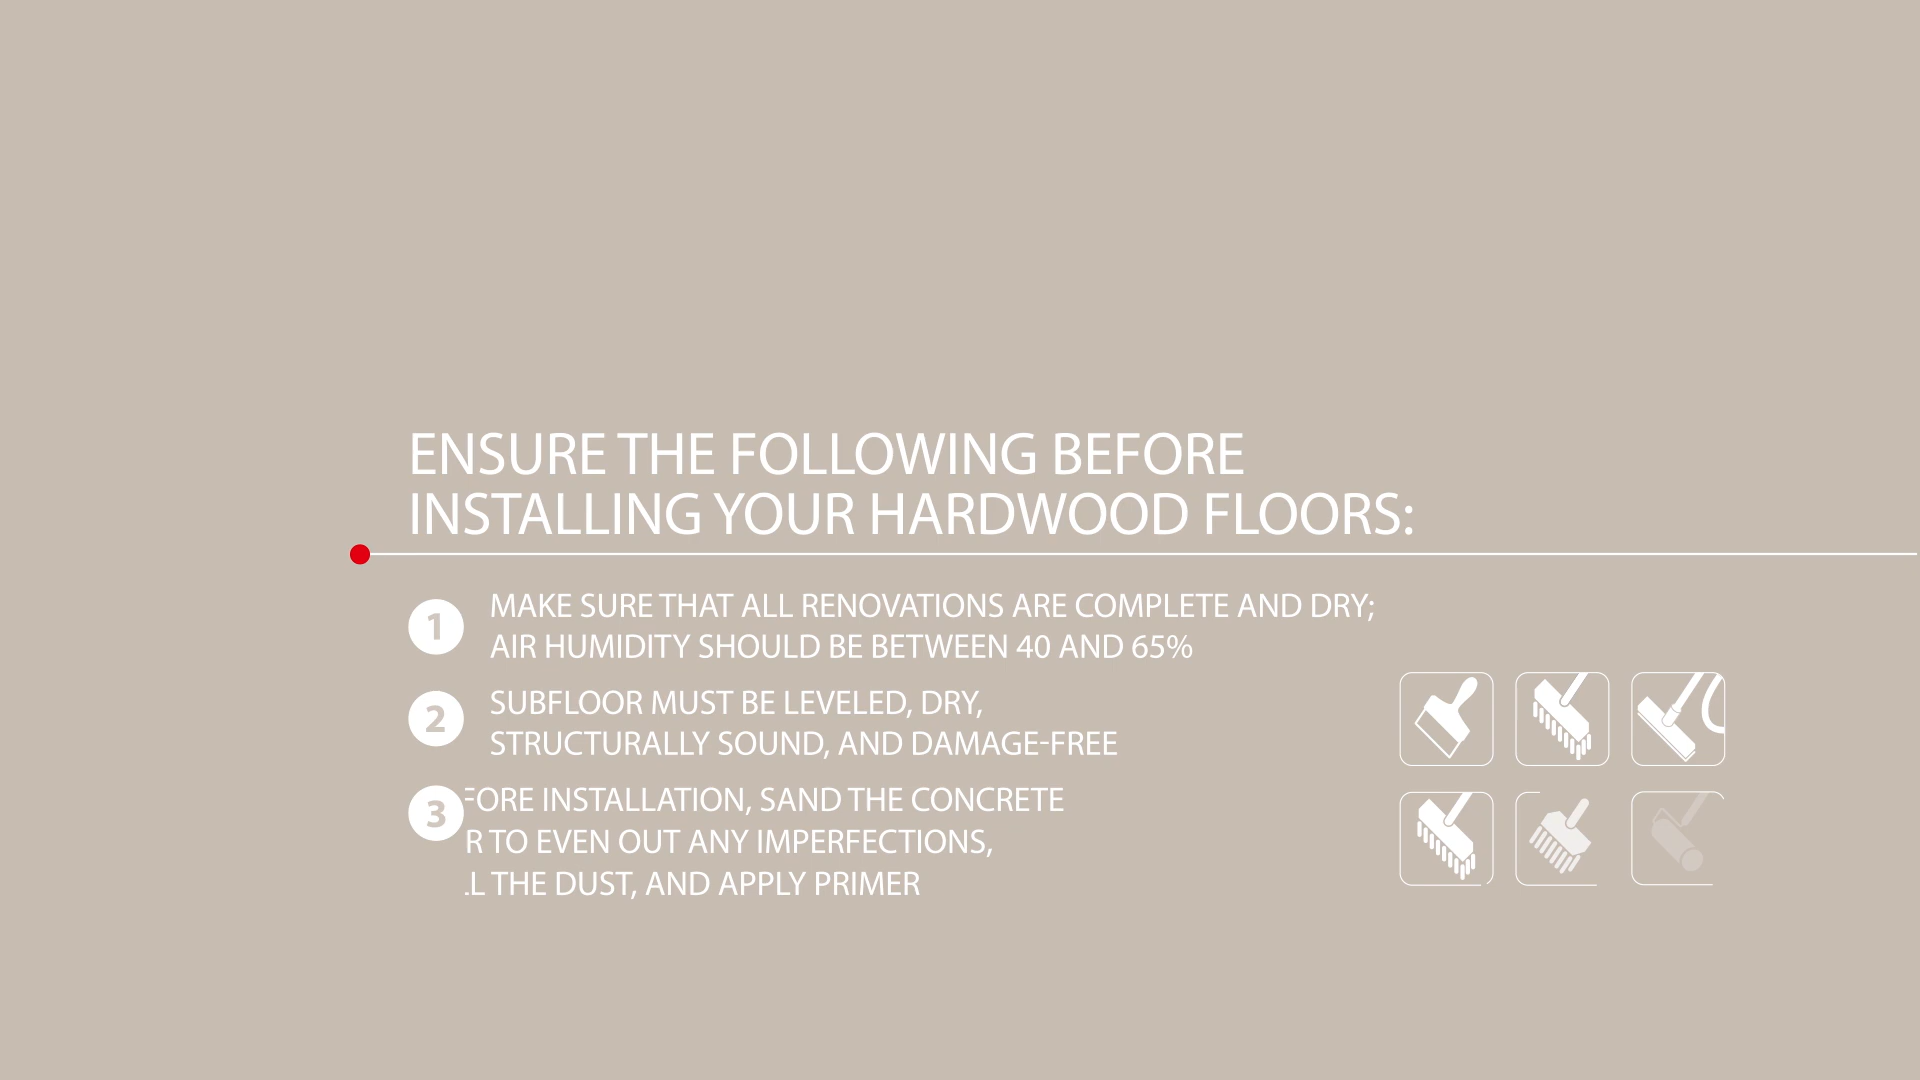 ENSURE THE FOLLOWING BEFORE
INSTALLING YOUR HARDWOOD FLOORS:
1 MAKE SURE THAT ALL RENOVATIONS ARE COMPLETE AND DRY;
AIR HUMIDITY SHOULD BE BETWEEN 40 AND 65%
2 SUBFLOOR MUST BE LEVELED, DRY,
STRUCTURALLY SOUND, AND DAMAGE-FREE
3 FORE INSTALLATION, SAND THE CONCRETE
R TO EVEN OUT ANY IMPERFECTIONS,
L THE DUST, AND APPLY PRIMER